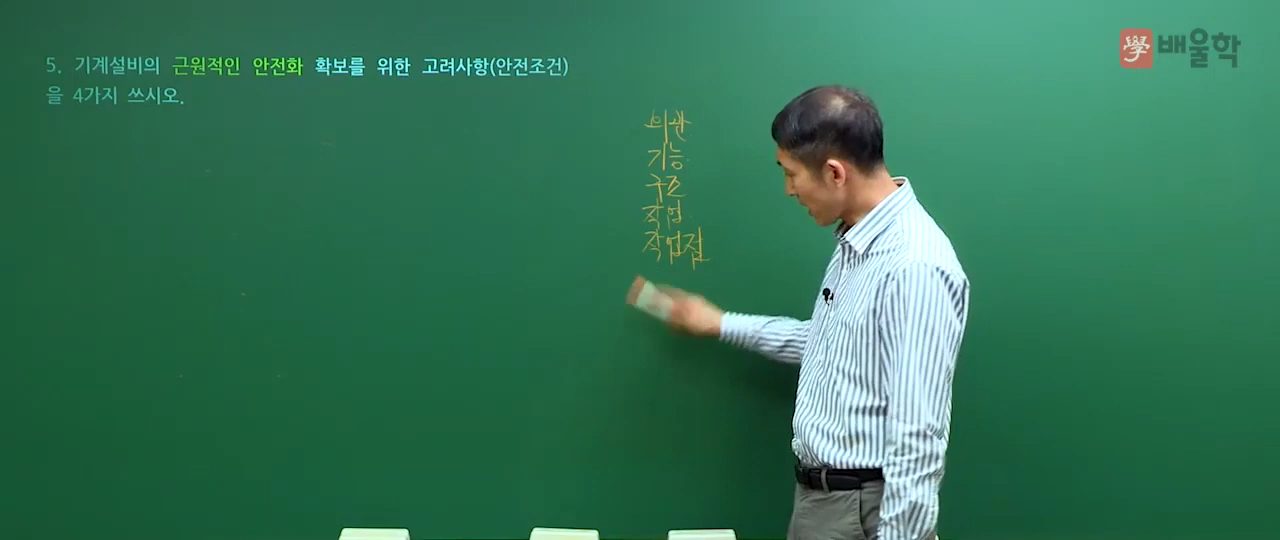 5. 기계설비의 근원적인 안전화 확보를 위한 고려사항(안전조건)
을 4가지 쓰시오.
學 배울학
외관
기능
구조
작업
작업점